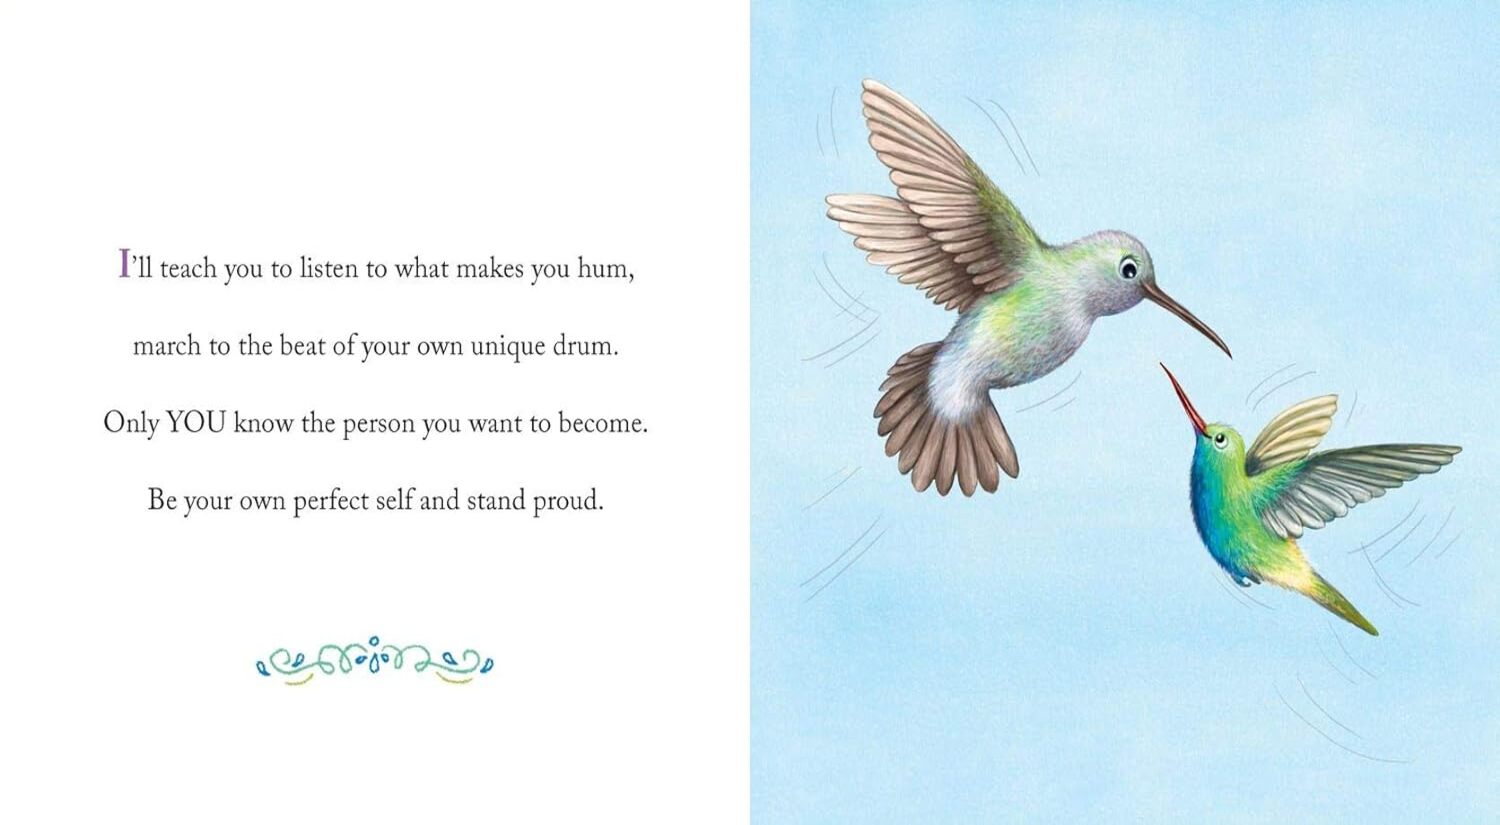 I’ll teach you to listen to what makes you hum,
march to the beat of your own unique drum.
Only YOU know the person you want to become.
Be your own perfect self and stand proud.